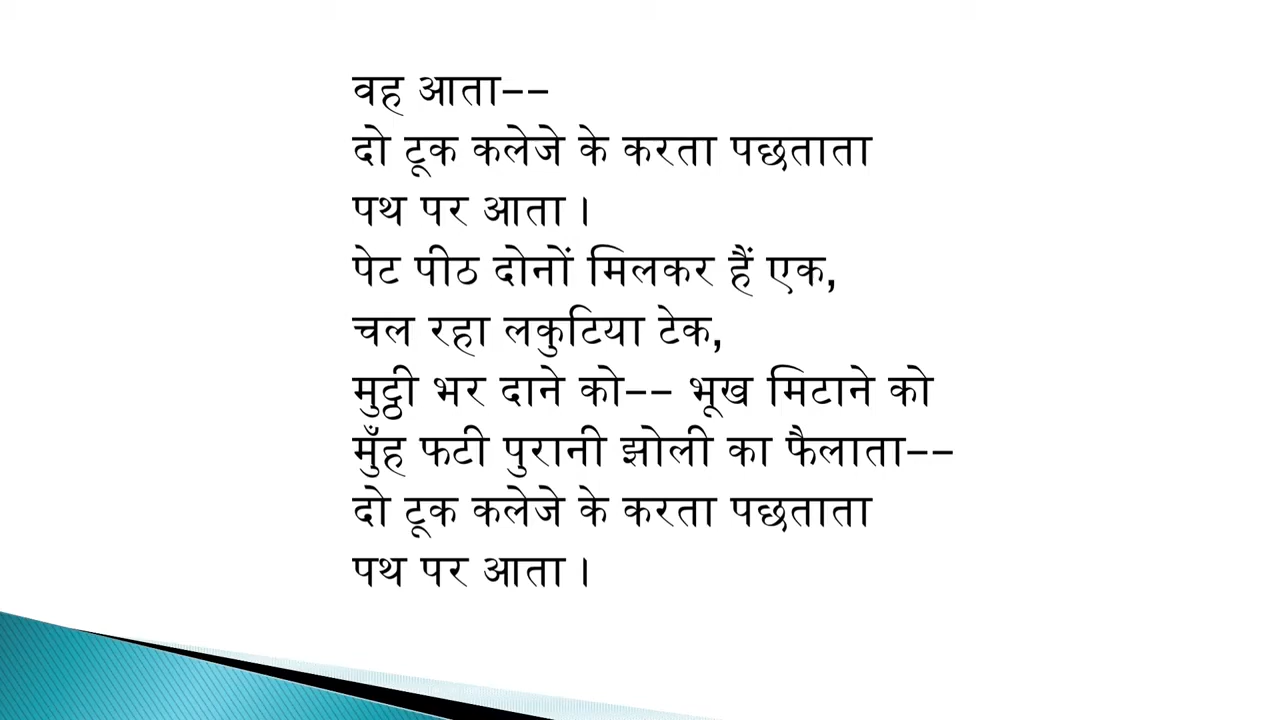 वह आता--
दो टूक कलेजे के करता पछताता
पथ पर आता।
पेट पीठ दोनों मिलकर हैं एक,
चल रहा लकुटिया टेक,
मुट्ठी भर दाने को-- भूख मिटाने को
मुँह फटी पुरानी झोली का फैलाता--
दो टूक कलेजे के करता पछताता
पथ पर आता।